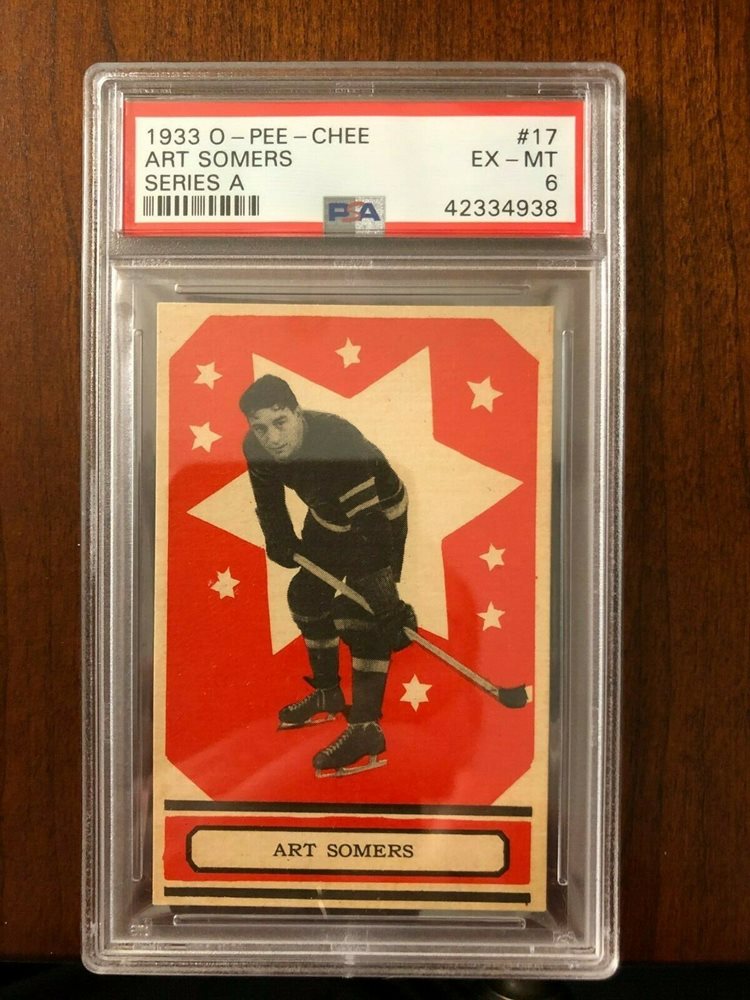 1933 O-PEE-CHEE #17
ART SOMERS EX-MT
SERIES A 6
PSA 42334938
ART SOMERS